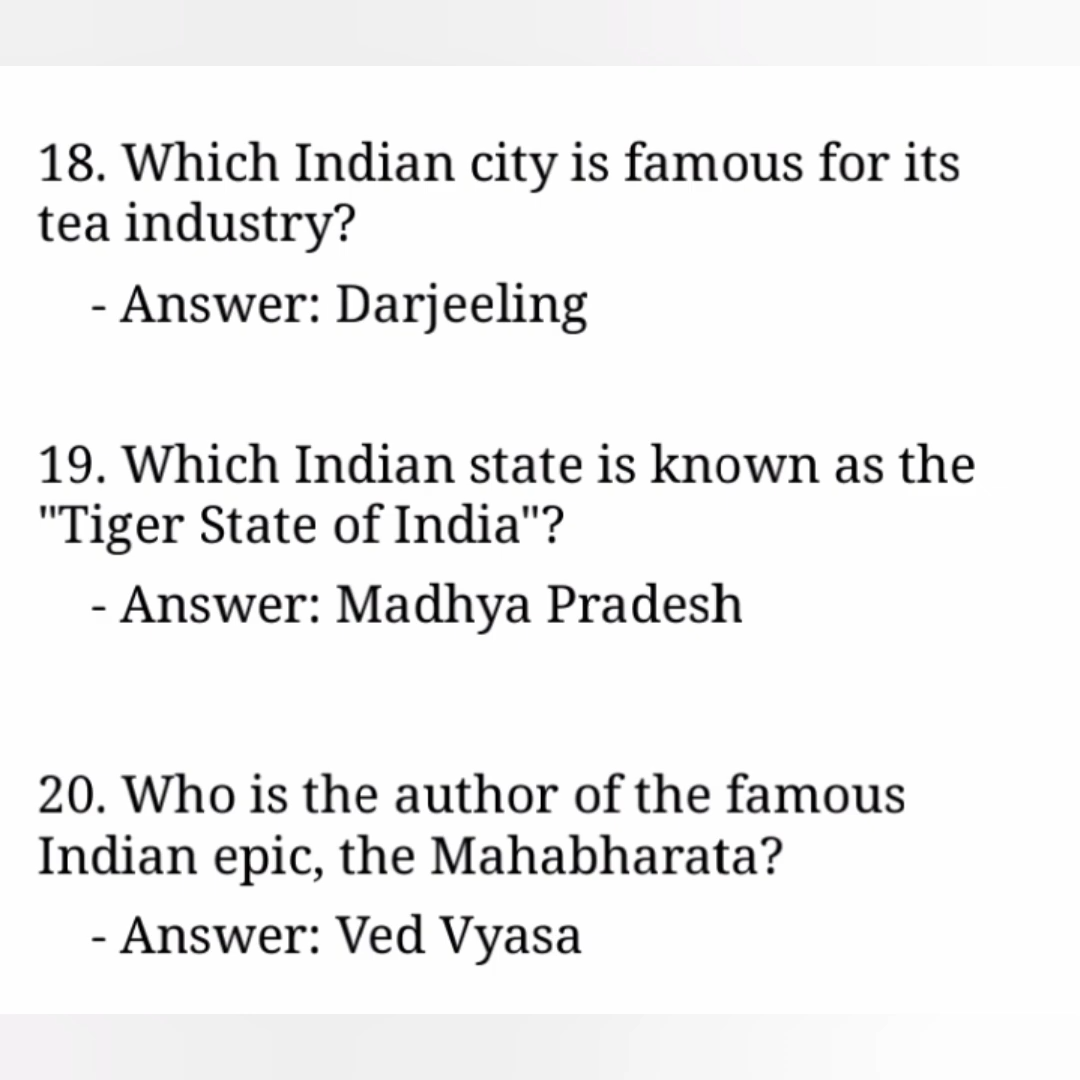 18. Which Indian city is famous for its
tea industry?
- Answer: Darjeeling
19. Which Indian state is known as the
"Tiger State of India"?
- Answer: Madhya Pradesh
20. Who is the author of the famous
Indian epic, the Mahabharata?
- Answer: Ved Vyasa